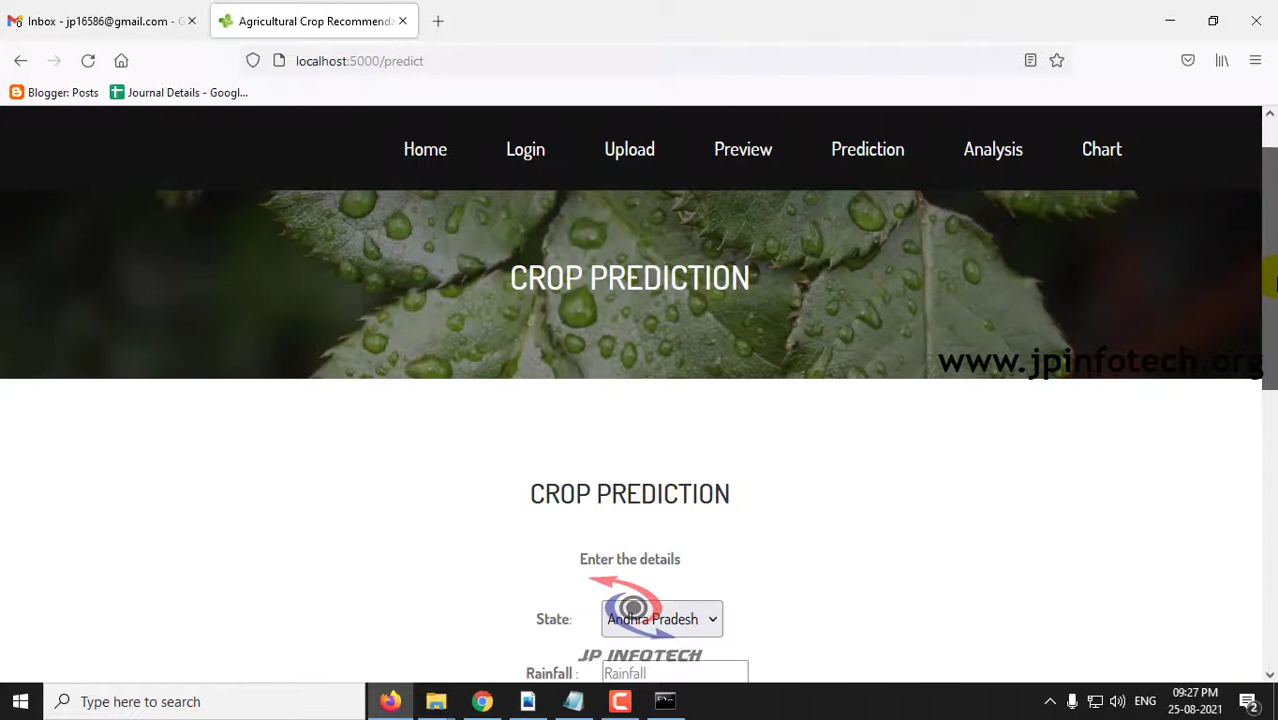 Inbox - jp16586@gmail.com - G
Agricultural Crop Recommenda
localhost:5000/predict
Blogger: Posts
Journal Details - Googl...
Home
Login
Upload
Preview
Prediction
Analysis
Chart
CROP PREDICTION
www.jpinfotech.org
CROP PREDICTION
Enter the details
State:
Andhra Pradesh
JP INFOTECH
Rainfall :
Rainfall
Type here to search
ENG
09:27 PM
25-08-2021
2